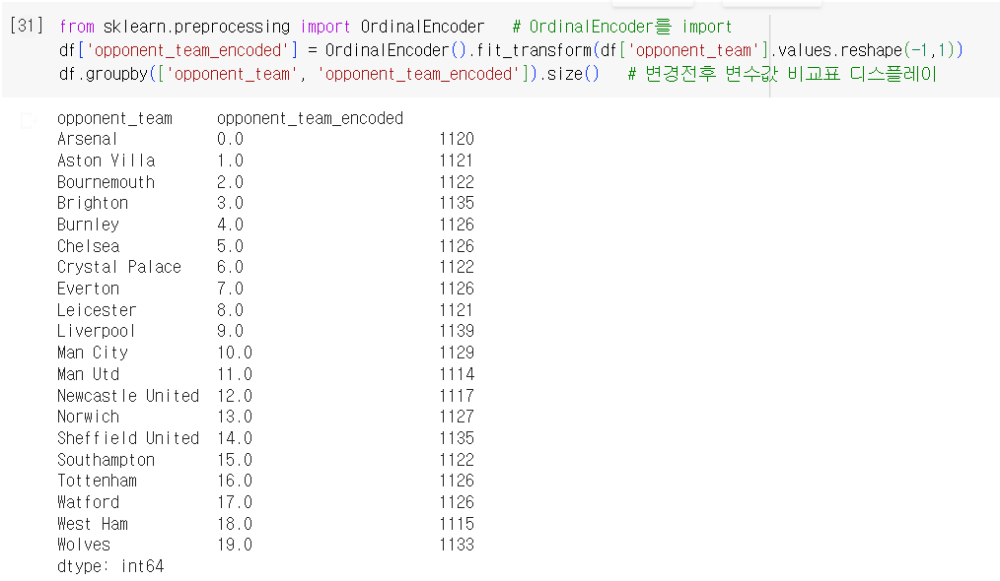 [31] from sklearn.preprocessing import OrdinalEncoder # OrdinalEncoder를 import
df['opponent_team_encoded'] = OrdinalEncoder().fit_transform(df['opponent_team'].values.reshape(-1,1))
df.groupby(['opponent_team', 'opponent_team_encoded']).size() # 변경전후 변수값 비교표 디스플레이
opponent_team opponent_team_encoded
Arsenal 0.0 1120
Aston Villa 1.0 1121
Bournemouth 2.0 1122
Brighton 3.0 1135
Burnley 4.0 1126
Chelsea 5.0 1126
Crystal Palace 6.0 1122
Everton 7.0 1126
Leicester 8.0 1121
Liverpool 9.0 1139
Man City 10.0 1129
Man Utd 11.0 1114
Newcastle United 12.0 1117
Norwich 13.0 1127
Sheffield United 14.0 1135
Southampton 15.0 1122
Tottenham 16.0 1126
Watford 17.0 1126
West Ham 18.0 1115
Wolves 19.0 1133
dtype: int64